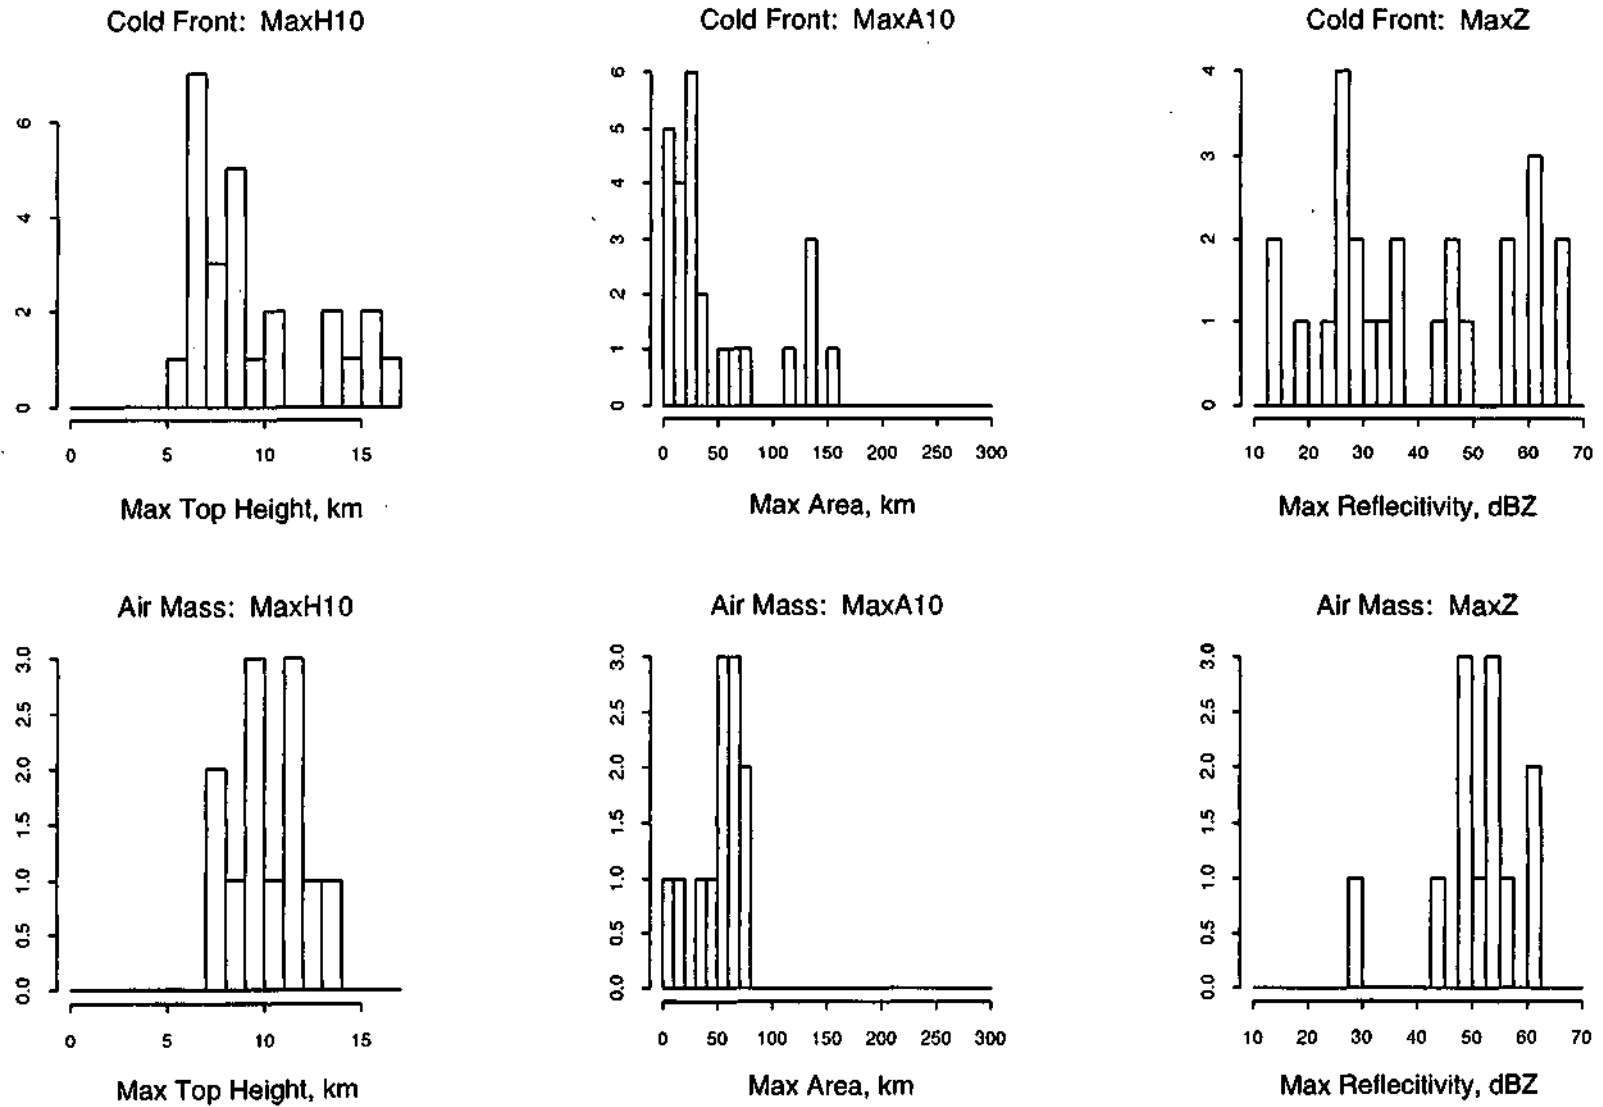 Cold Front: MaxH10
6
4
2
0
0 5 10 15
Max Top Height, km
Cold Front: MaxA10
6
5
4
3
2
1
0
0 50 100 150 200 250 300
Max Area, km
Cold Front: MaxZ
4
3
2
1
0
10 20 30 40 50 60 70
Max Reflecitivity, dBZ
Air Mass: MaxH10
3.0
2.5
2.0
1.5
1.0
0.5
0.0
0 5 10 15
Max Top Height, km
Air Mass: MaxA10
3.0
2.5
2.0
1.5
1.0
0.5
0.0
0 50 100 150 200 250 300
Max Area, km
Air Mass: MaxZ
3.0
2.5
2.0
1.5
1.0
0.5
0.0
10 20 30 40 50 60 70
Max Reflecitivity, dBZ